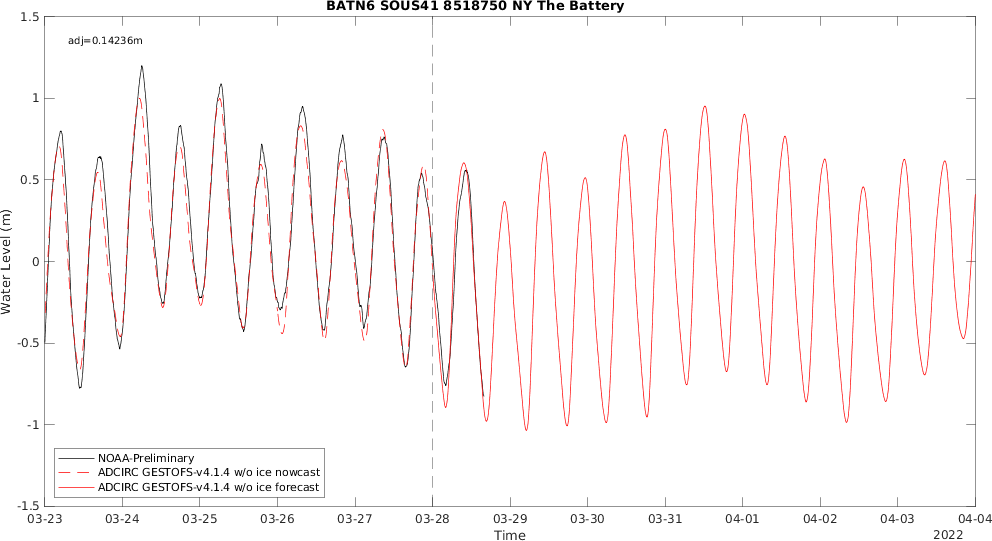 BATN6 SOUS41 8518750 NY The Battery
1.5
adj=0.14236m
1
0.5
0
-0.5
-1
-1.5
Water Level (m)
NOAA-Preliminary
ADCIRC GESTOFS-v4.1.4 w/o ice nowcast
ADCIRC GESTOFS-v4.1.4 w/o ice forecast
03-23 03-24 03-25 03-26 03-27 03-28 03-29 03-30 03-31 04-01 04-02 04-03 04-04
Time
2022